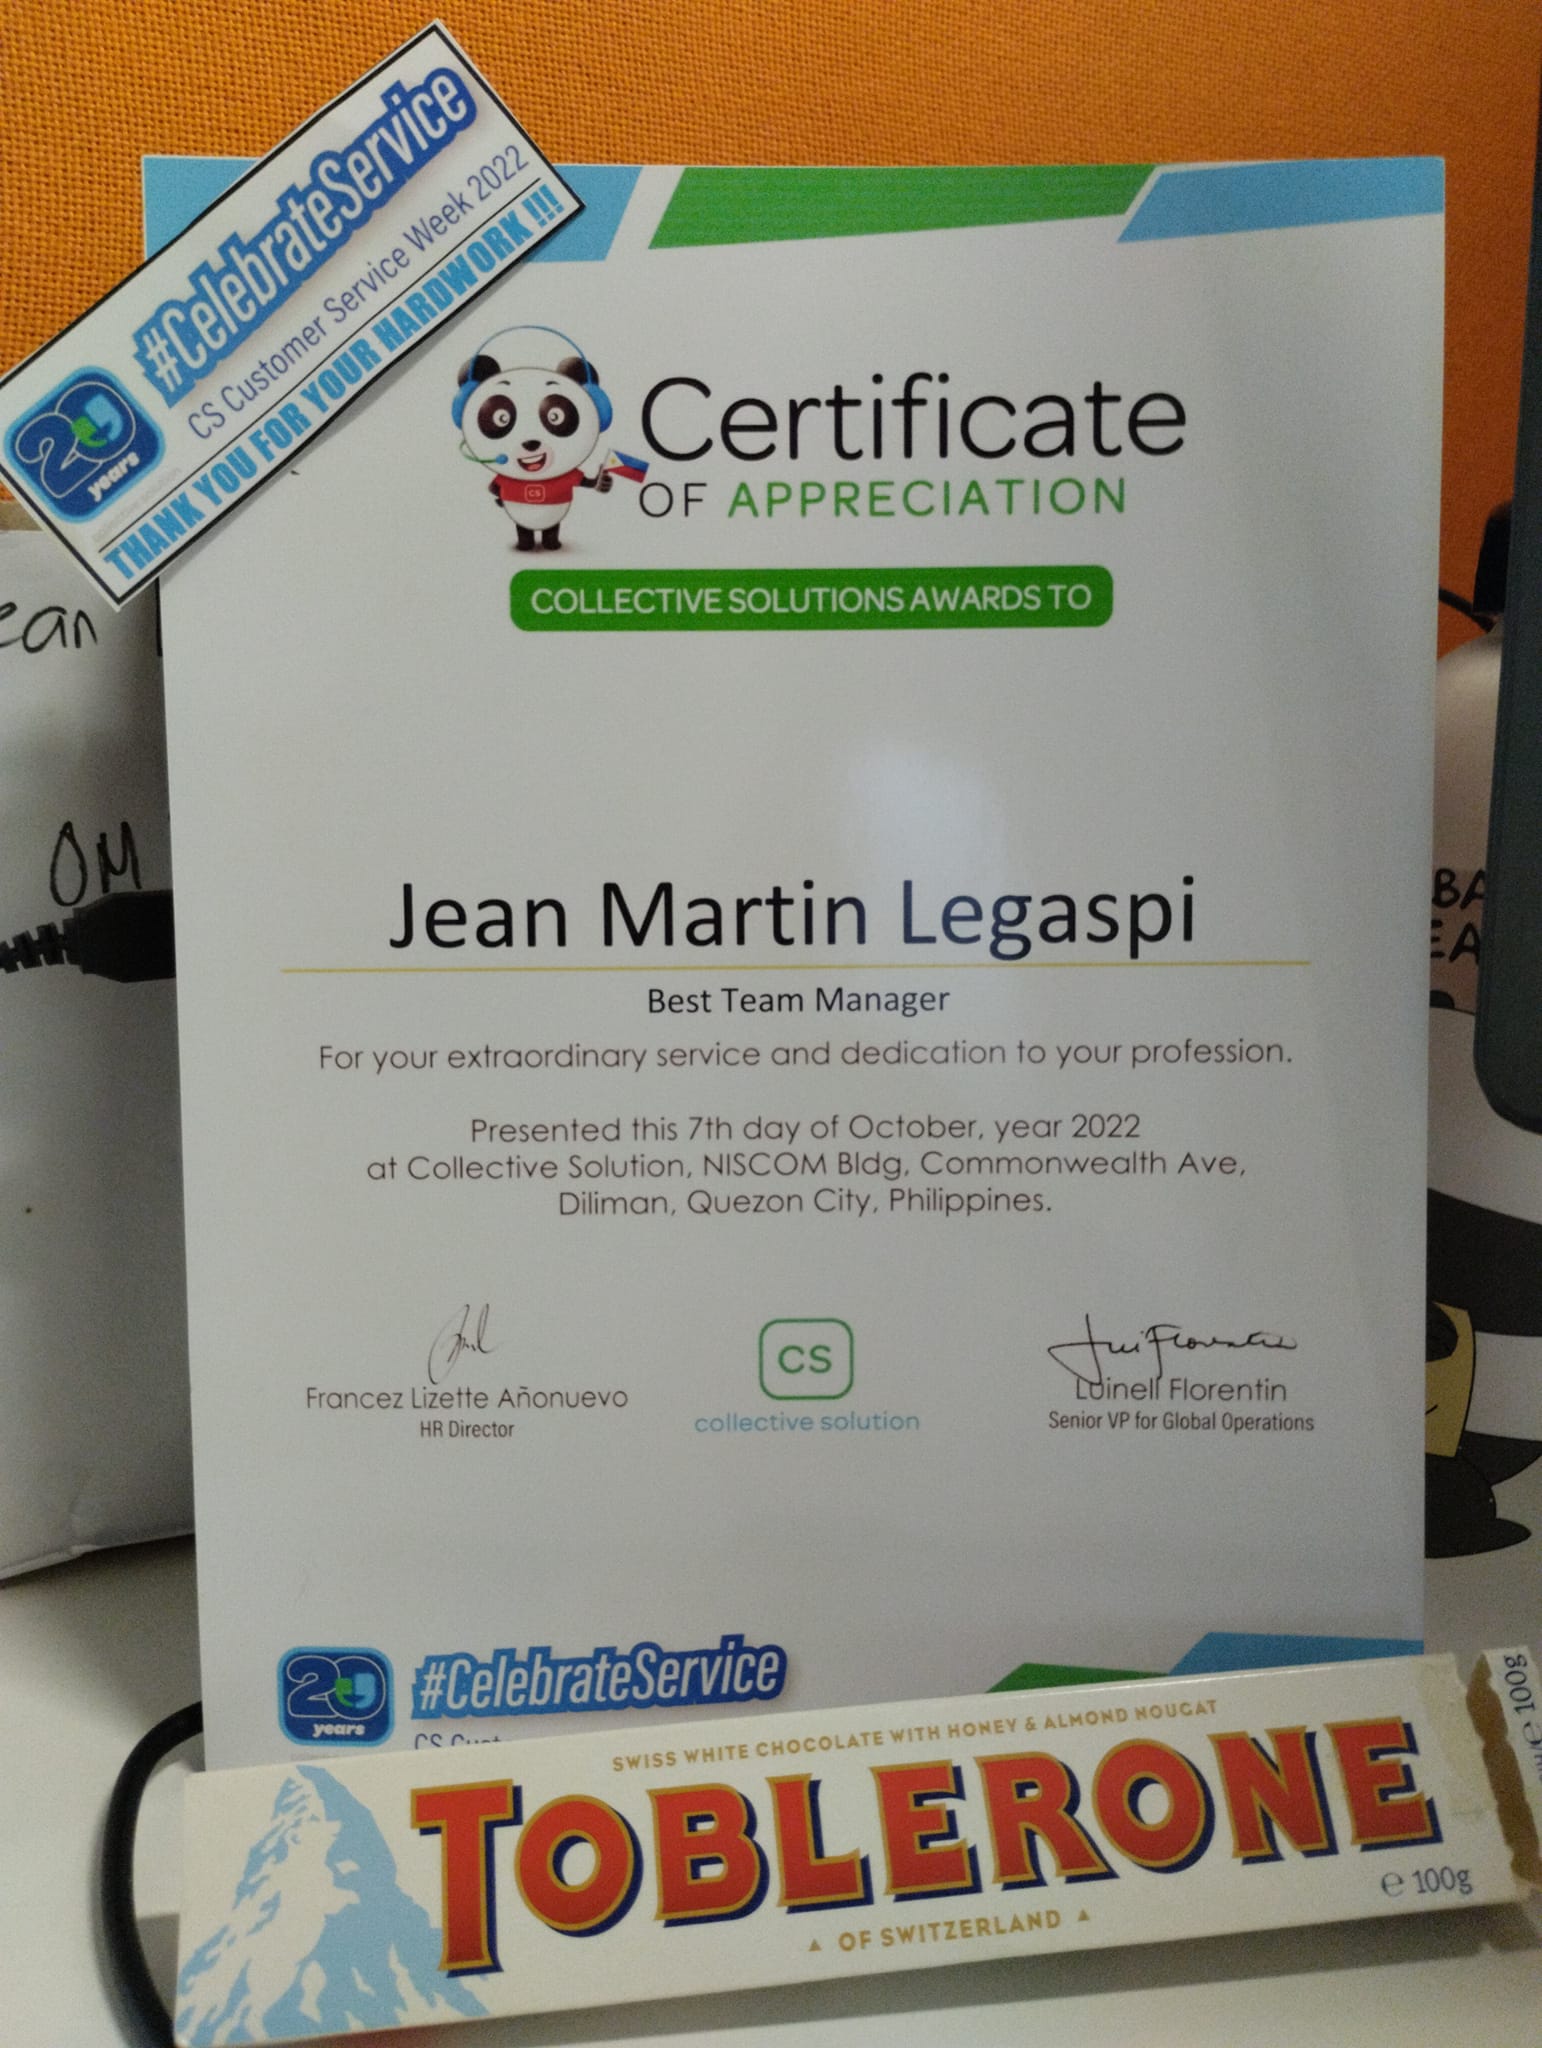 #CelebrateService
CS Customer Service Week 2022
20
years
THANK YOU FOR YOUR HARDWORK !!!
Certificate
OF APPRECIATION
CS
COLLECTIVE SOLUTIONS AWARDS TO
OM
Jean Martin Legaspi
Best Team Manager
For your extraordinary service and dedication to your profession.
Presented this 7th day of October, year 2022
at Collective Solution, NISCOM Bldg, Commonwealth Ave,
Diliman, Quezon City, Philippines.
Francez Lizette Añonuevo
HR Director
CS
collective solution
Luinell Florentin
Senior VP for Global Operations
20
years
#CelebrateService
SWISS WHITE CHOCOLATE WITH HONEY & ALMOND NOUGAT
TOBLERONE
OF SWITZERLAND
℮ 100g
℮ 100g